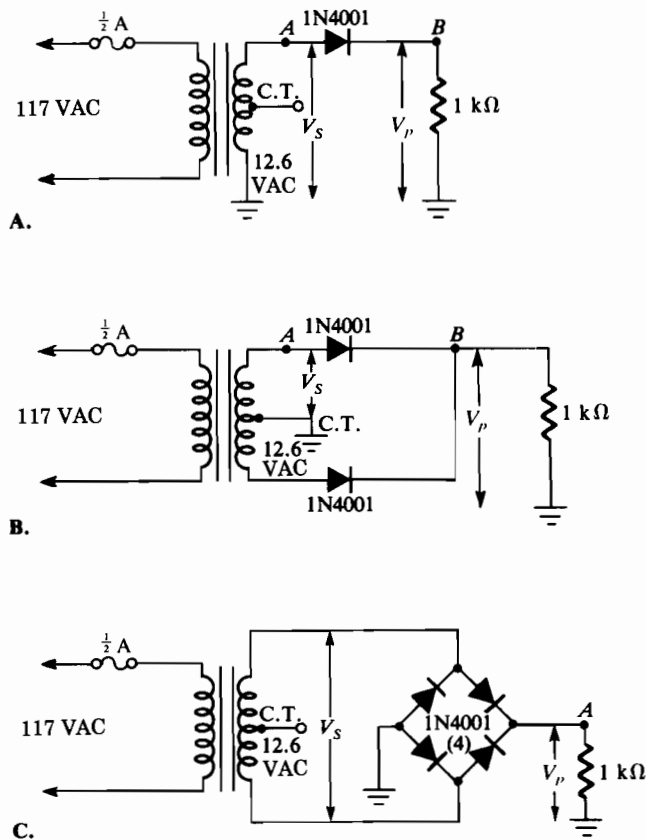 ½ A
A
1N4001
B
117 VAC
C.T.
V_S
V_p
1 kΩ
12.6
VAC
A.
½ A
A
1N4001
B
V_S
117 VAC
C.T.
V_p
1 kΩ
12.6
VAC
1N4001
B.
½ A
117 VAC
C.T.
12.6
VAC
V_S
1N4001
(4)
A
V_p
1 kΩ
C.